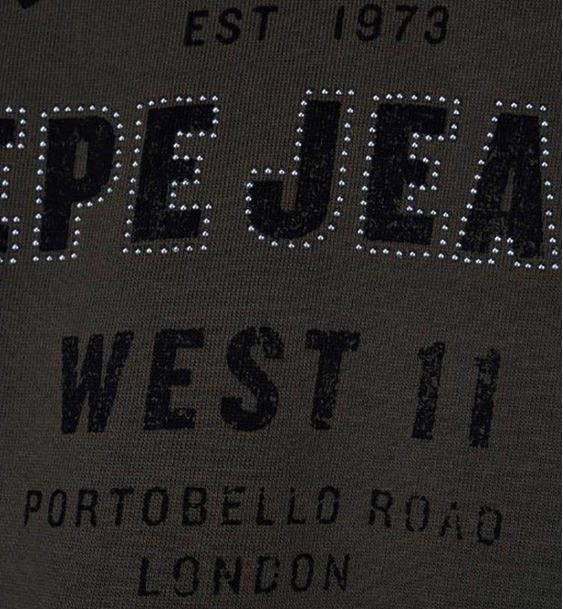 EST 1973
EPE JEA
WEST 11
PORTOBELLO ROAD
LONDON